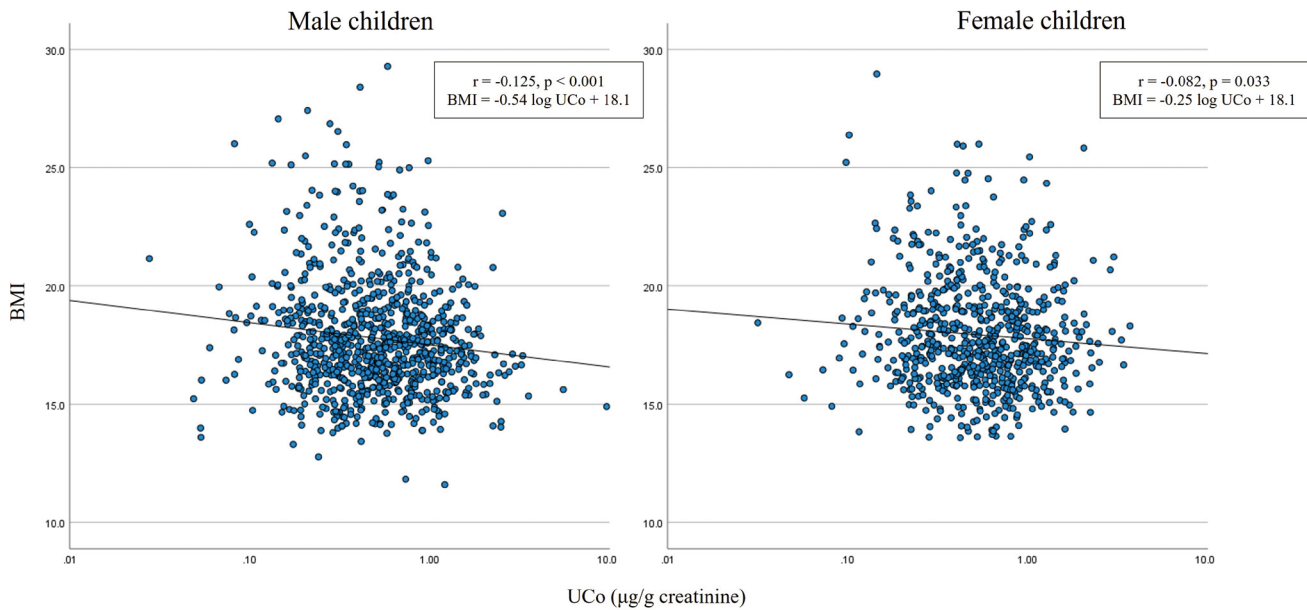 Male children
Female children
r = -0.125, p < 0.001
BMI = -0.54 log UCo + 18.1
r = -0.082, p = 0.033
BMI = -0.25 log UCo + 18.1
BMI
30.0
25.0
20.0
15.0
10.0
.01
.10
1.00
10.0
30.0
25.0
20.0
15.0
10.0
.01
.10
1.00
10.0
UCo (μg/g creatinine)